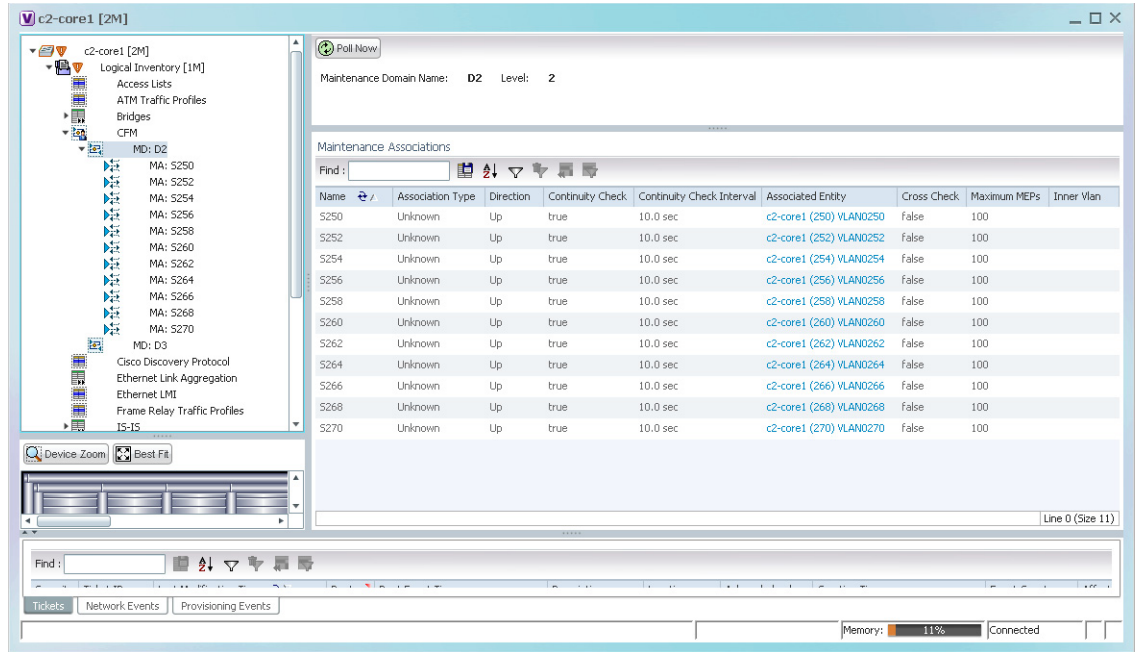 c2-core1 [2M]
c2-core1 [2M]
Logical Inventory [1M]
Access Lists
ATM Traffic Profiles
Bridges
CFM
MD: D2
MA: S250
MA: S252
MA: S254
MA: S256
MA: S258
MA: S260
MA: S262
MA: S264
MA: S266
MA: S268
MA: S270
MD: D3
Cisco Discovery Protocol
Ethernet Link Aggregation
Ethernet LMI
Frame Relay Traffic Profiles
IS-IS
Device Zoom Best Fit
Poll Now
Maintenance Domain Name: D2 Level: 2
Maintenance Associations
Find :
Name Association Type Direction Continuity Check Continuity Check Interval Associated Entity Cross Check Maximum MEPs Inner Vlan
S250 Unknown Up true 10.0 sec c2-core1 (250) VLAN0250 false 100
S252 Unknown Up true 10.0 sec c2-core1 (252) VLAN0252 false 100
S254 Unknown Up true 10.0 sec c2-core1 (254) VLAN0254 false 100
S256 Unknown Up true 10.0 sec c2-core1 (256) VLAN0256 false 100
S258 Unknown Up true 10.0 sec c2-core1 (258) VLAN0258 false 100
S260 Unknown Up true 10.0 sec c2-core1 (260) VLAN0260 false 100
S262 Unknown Up true 10.0 sec c2-core1 (262) VLAN0262 false 100
S264 Unknown Up true 10.0 sec c2-core1 (264) VLAN0264 false 100
S266 Unknown Up true 10.0 sec c2-core1 (266) VLAN0266 false 100
S268 Unknown Up true 10.0 sec c2-core1 (268) VLAN0268 false 100
S270 Unknown Up true 10.0 sec c2-core1 (270) VLAN0270 false 100
Line 0 (Size 11)
Find :
Tickets Network Events Provisioning Events
Memory: 11% Connected